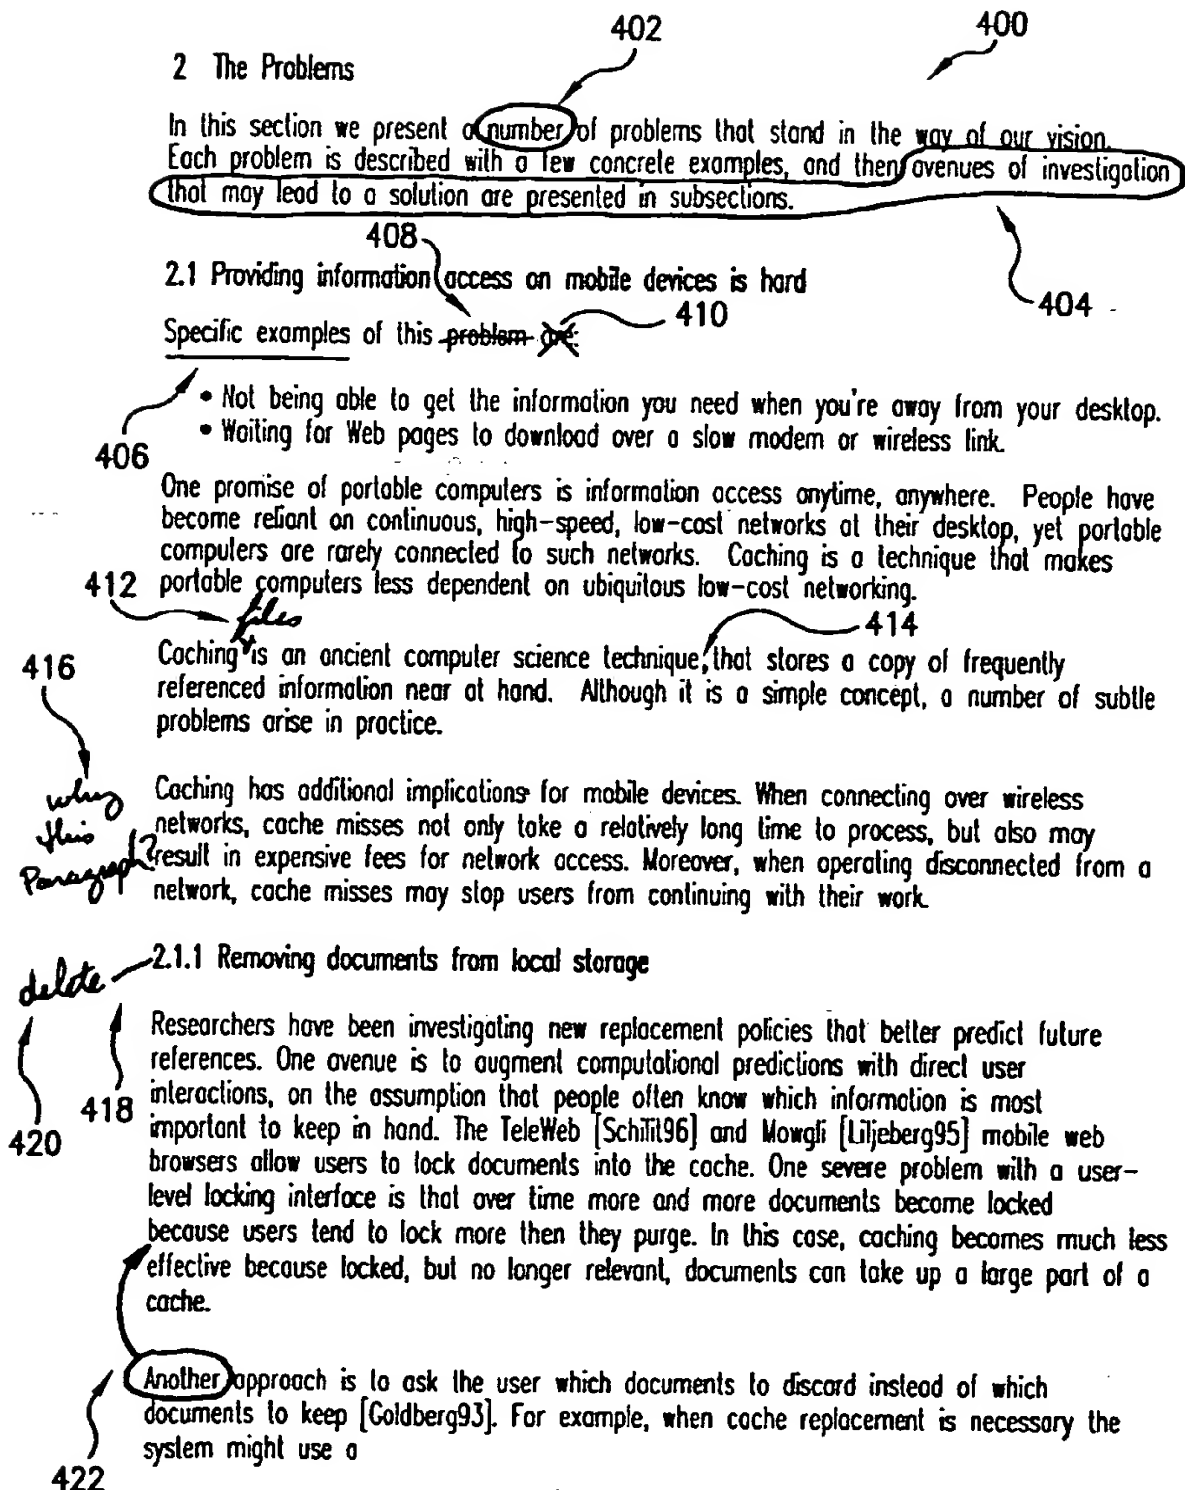 402
400
2 The Problems
In this section we present a number of problems that stand in the way of our vision.
Each problem is described with a few concrete examples, and then avenues of investigation
that may lead to a solution are presented in subsections.
408
404
2.1 Providing information access on mobile devices is hard
410
Specific examples of this problem are:
406
• Not being able to get the information you need when you're away from your desktop.
• Waiting for Web pages to download over a slow modem or wireless link.
One promise of portable computers is information access anytime, anywhere. People have
become reliant on continuous, high-speed, low-cost networks at their desktop, yet portable
computers are rarely connected to such networks. Caching is a technique that makes
412 portable computers less dependent on ubiquitous low-cost networking.
files
414
Caching is an ancient computer science technique, that stores a copy of frequently
416
referenced information near at hand. Although it is a simple concept, a number of subtle
problems arise in practice.
why
this
Paragraph?
Caching has additional implications for mobile devices. When connecting over wireless
networks, cache misses not only take a relatively long time to process, but also may
result in expensive fees for network access. Moreover, when operating disconnected from a
network, cache misses may stop users from continuing with their work.
delete
2.1.1 Removing documents from local storage
420
418
Researchers have been investigating new replacement policies that better predict future
references. One avenue is to augment computational predictions with direct user
interactions, on the assumption that people often know which information is most
important to keep in hand. The TeleWeb [Schilit96] and Mowgli [Liljeberg95] mobile web
browsers allow users to lock documents into the cache. One severe problem with a user-
level locking interface is that over time more and more documents become locked
because users tend to lock more then they purge. In this case, caching becomes much less
effective because locked, but no longer relevant, documents can take up a large part of a
cache.
Another approach is to ask the user which documents to discard instead of which
documents to keep [Goldberg93]. For example, when cache replacement is necessary the
system might use a
422